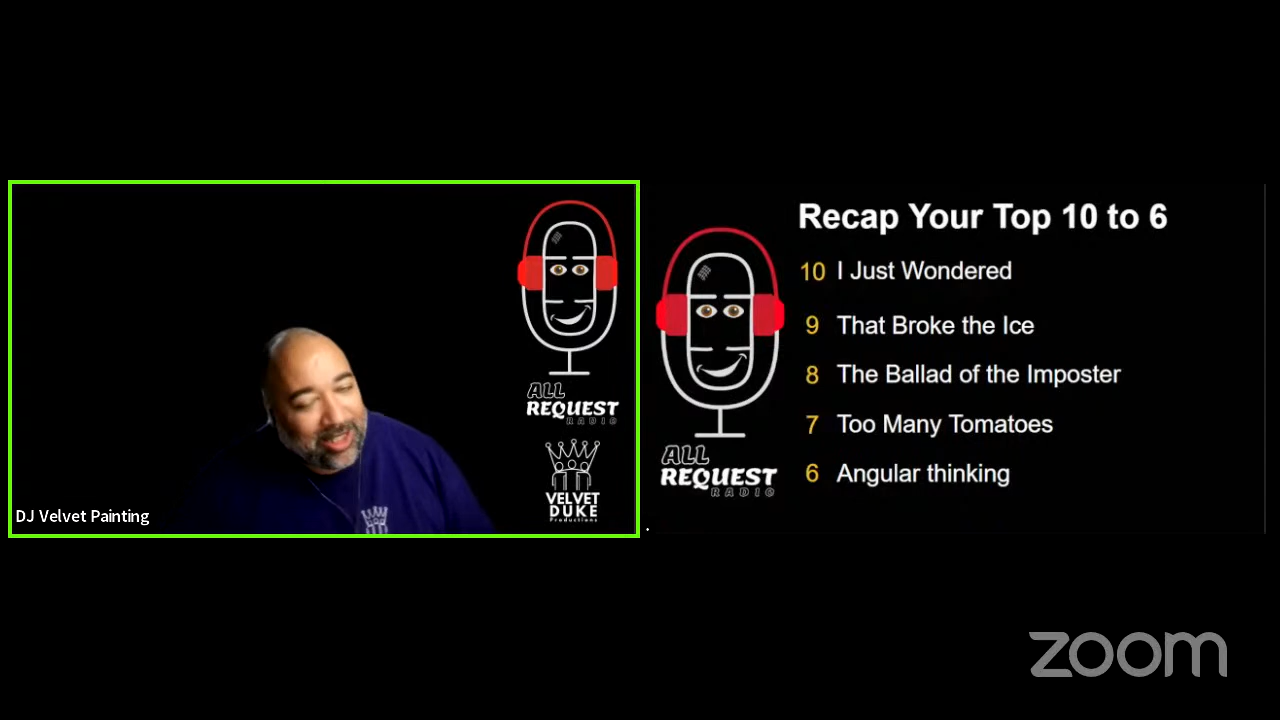 ALL
REQUEST
RADIO
VELVET
DUKE
Productions
DJ Velvet Painting
Recap Your Top 10 to 6
10 I Just Wondered
9 That Broke the Ice
8 The Ballad of the Imposter
7 Too Many Tomatoes
6 Angular thinking
ALL
REQUEST
RADIO
.
zoom